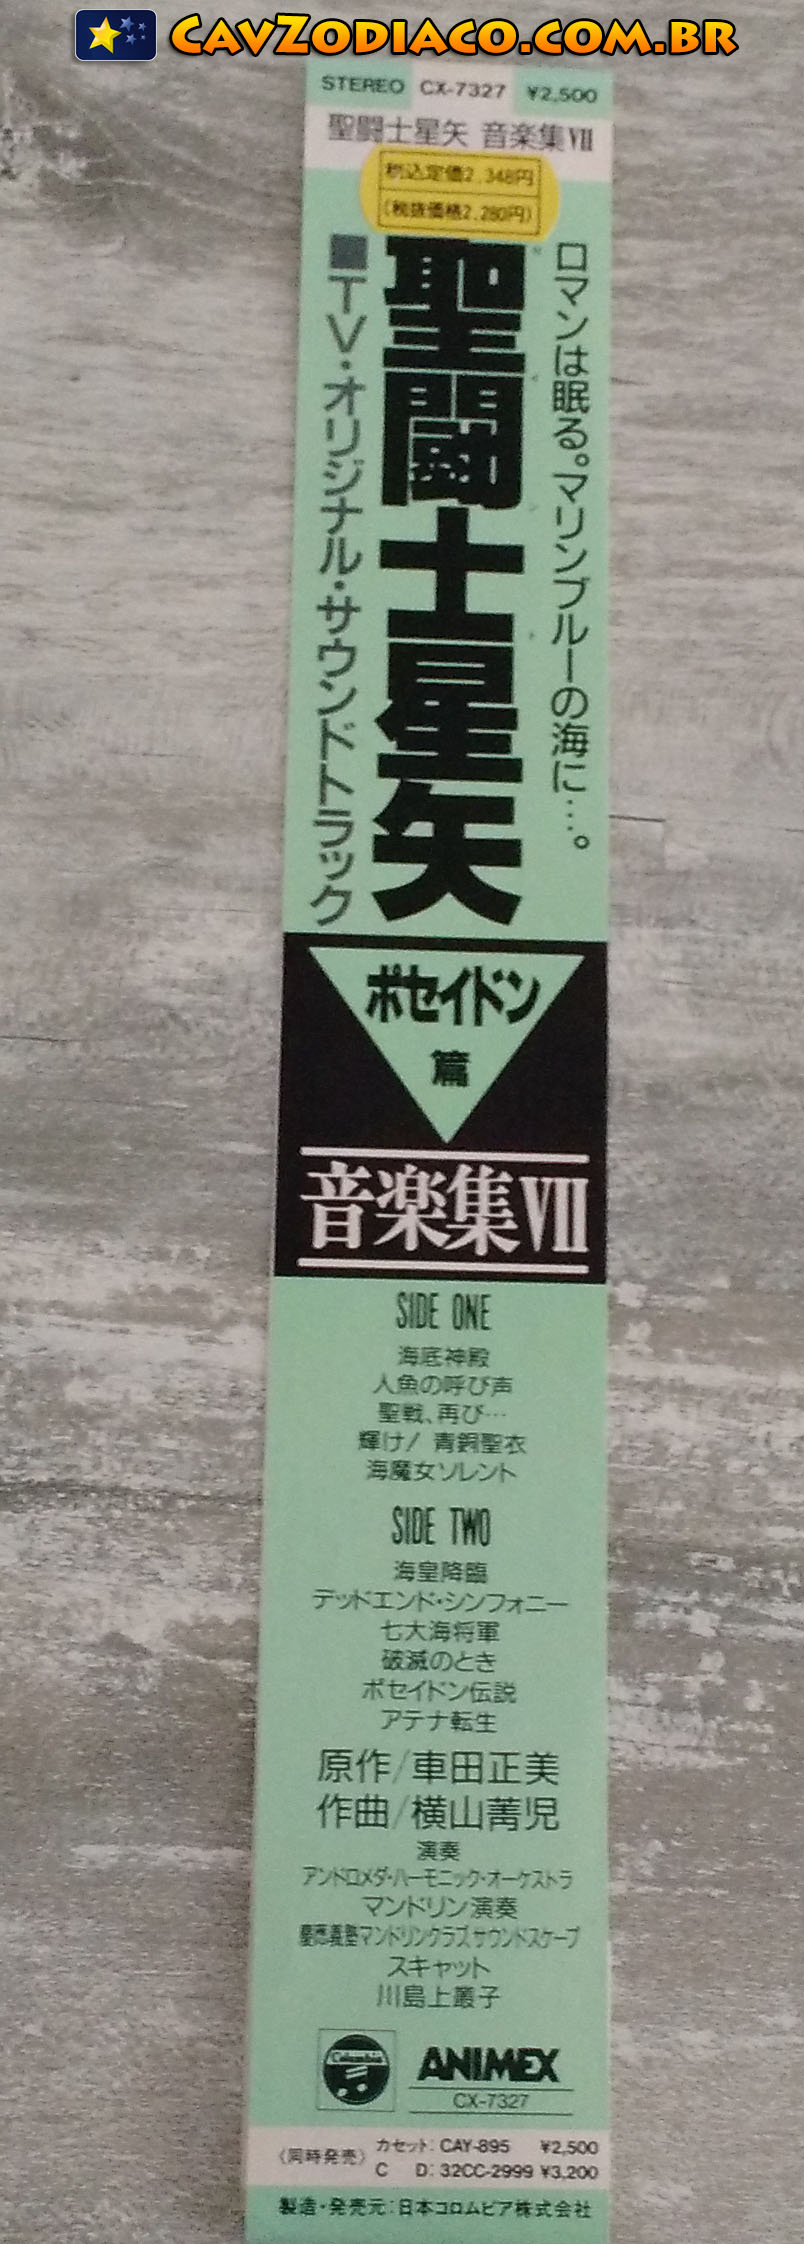 CavZodiaco.com.br
STEREO CX-7327 ¥2,500
聖闘士星矢 音楽集VII
税込定価2,348円
(税抜価格2,280円)
ロマンは眠る。マリンブルーの海に…。
聖闘士星矢
■TV・オリジナル・サウンドトラック
ポセイドン
篇
音楽集VII
SIDE ONE
海底神殿
人魚の呼び声
聖戦、再び…
輝け! 青銅聖衣
海魔女ソレント
SIDE TWO
海皇降臨
デッドエンド・シンフォニー
七大海将軍
破滅のとき
ポセイドン伝説
アテナ転生
原作/車田正美
作曲/横山菁児
演奏
アンドロメダ・ハーモニック・オーケストラ
マンドリン演奏
慶應義塾マンドリンクラブ、サウンドスケープ
スキャット
川島上叢子
Columbia
ANIMEX
CX-7327
〈同時発売〉 カセット: CAY-895 ¥2,500
C D: 32CC-2999 ¥3,200
製造・発売元:日本コロムビア株式会社